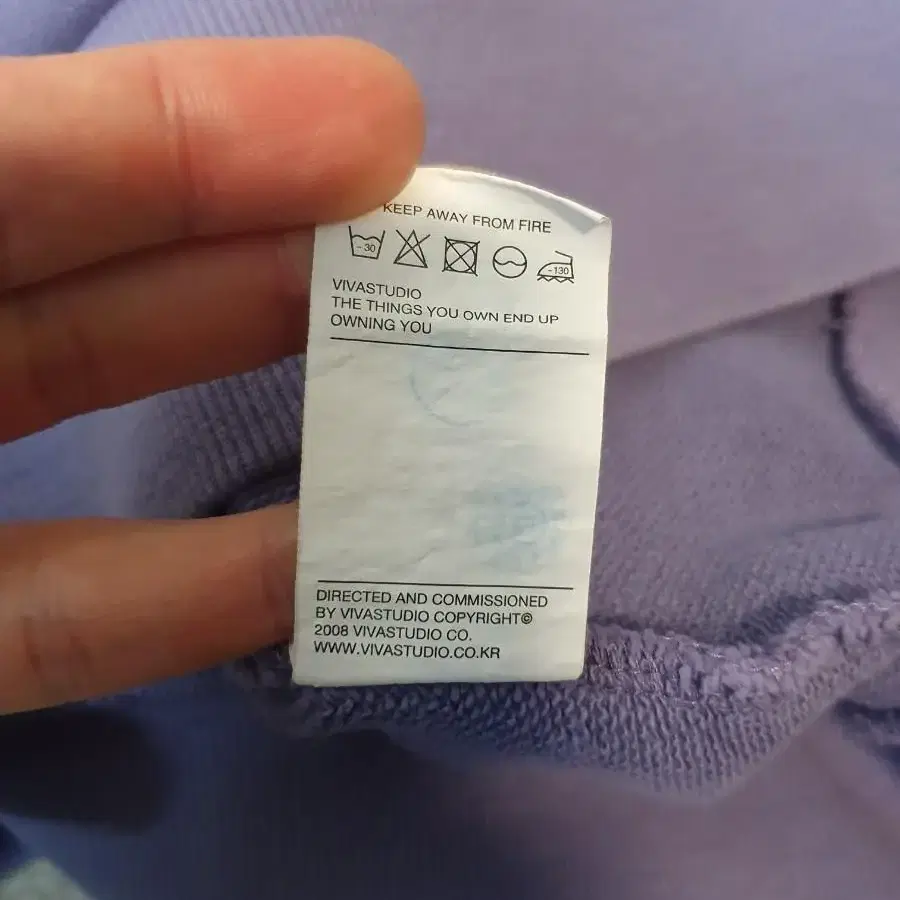 KEEP AWAY FROM FIRE
-30 -130
VIVASTUDIO
THE THINGS YOU OWN END UP
OWNING YOU
DIRECTED AND COMMISSIONED
BY VIVASTUDIO COPYRIGHT©
2008 VIVASTUDIO CO.
WWW.VIVASTUDIO.CO.KR